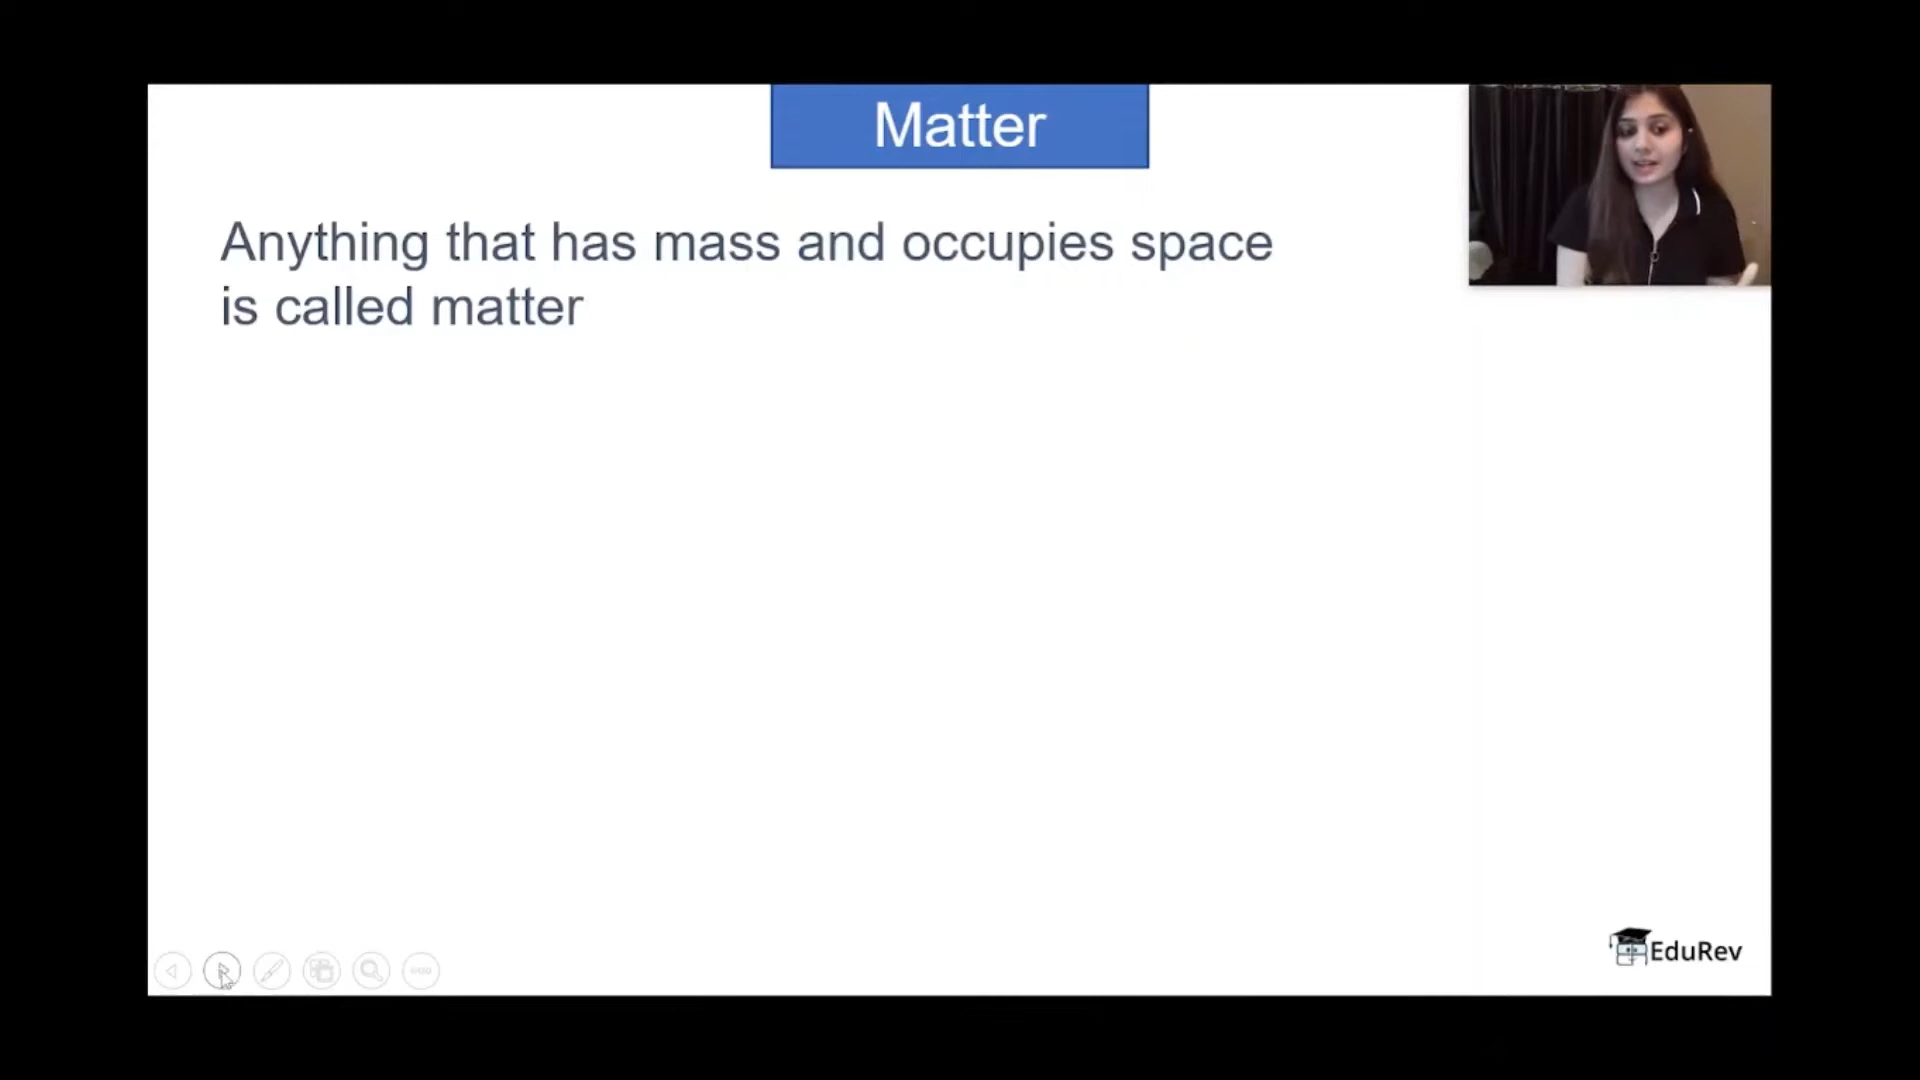 Matter
Anything that has mass and occupies space
is called matter
EduRev